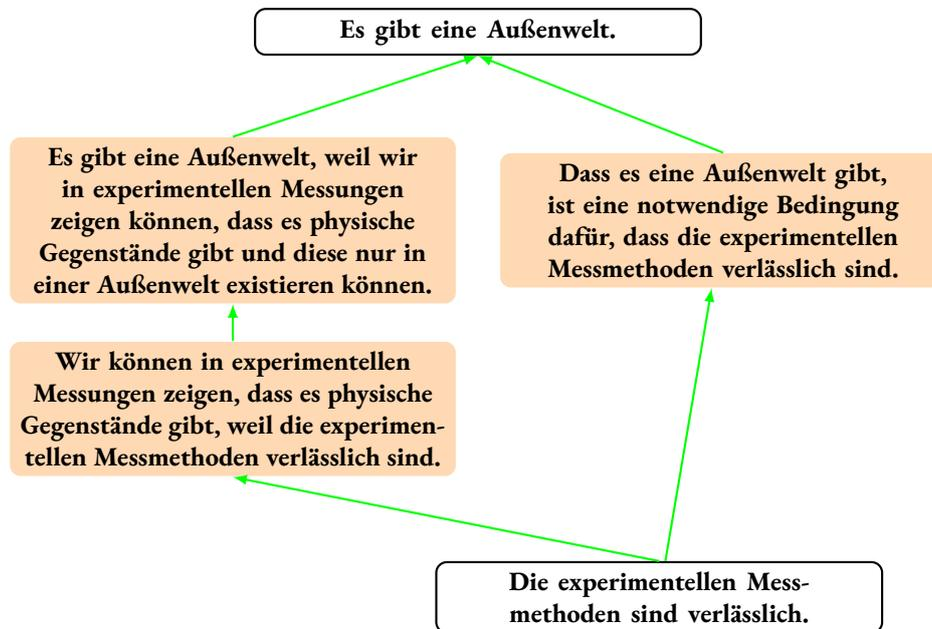 Es gibt eine Außenwelt.
Es gibt eine Außenwelt, weil wir
in experimentellen Messungen
zeigen können, dass es physische
Gegenstände gibt und diese nur in
einer Außenwelt existieren können.
Dass es eine Außenwelt gibt,
ist eine notwendige Bedingung
dafür, dass die experimentellen
Messmethoden verlässlich sind.
Wir können in experimentellen
Messungen zeigen, dass es physische
Gegenstände gibt, weil die experimen-
tellen Messmethoden verlässlich sind.
Die experimentellen Mess-
methoden sind verlässlich.